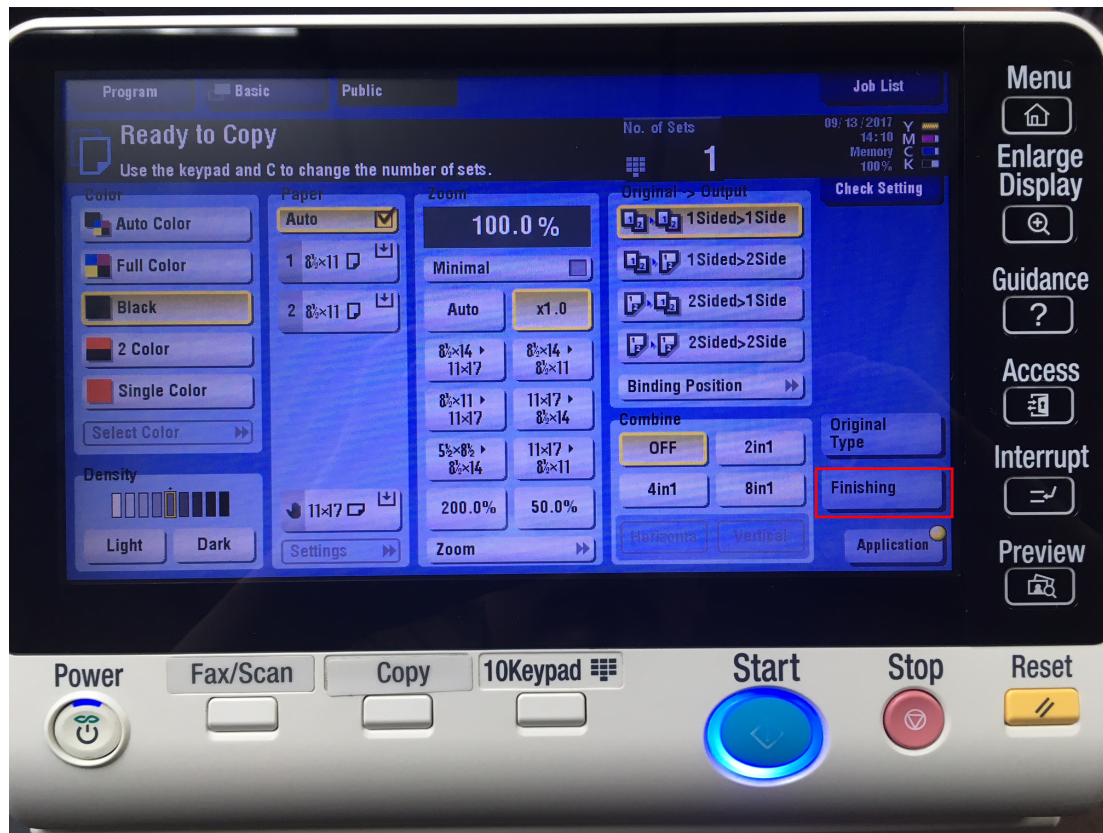 Program
Basic
Public
Job List
Ready to Copy
Use the keypad and C to change the number of sets.
No. of Sets
1
09/13/2017
14:10
Memory
100%
Y
M
C
K
Color
Auto Color
Full Color
Black
2 Color
Single Color
Select Color
Density
Light
Dark
Paper
Auto
1 8½×11
2 8½×11
11×17
Settings
Zoom
100.0%
Minimal
Auto
x1.0
8½×14
11×17
8½×14
8½×11
8½×11
11×17
11×17
8½×14
5½×8½
8½×14
11×17
8½×11
200.0%
50.0%
Zoom
Original > Output
1Sided>1Side
1Sided>2Side
2Sided>1Side
2Sided>2Side
Binding Position
Combine
OFF
2in1
4in1
8in1
Horizonta
Vertical
Check Setting
Original
Type
Finishing
Application
Menu
Enlarge
Display
Guidance
?
Access
Interrupt
Preview
Power
Fax/Scan
Copy
10Keypad
Start
Stop
Reset